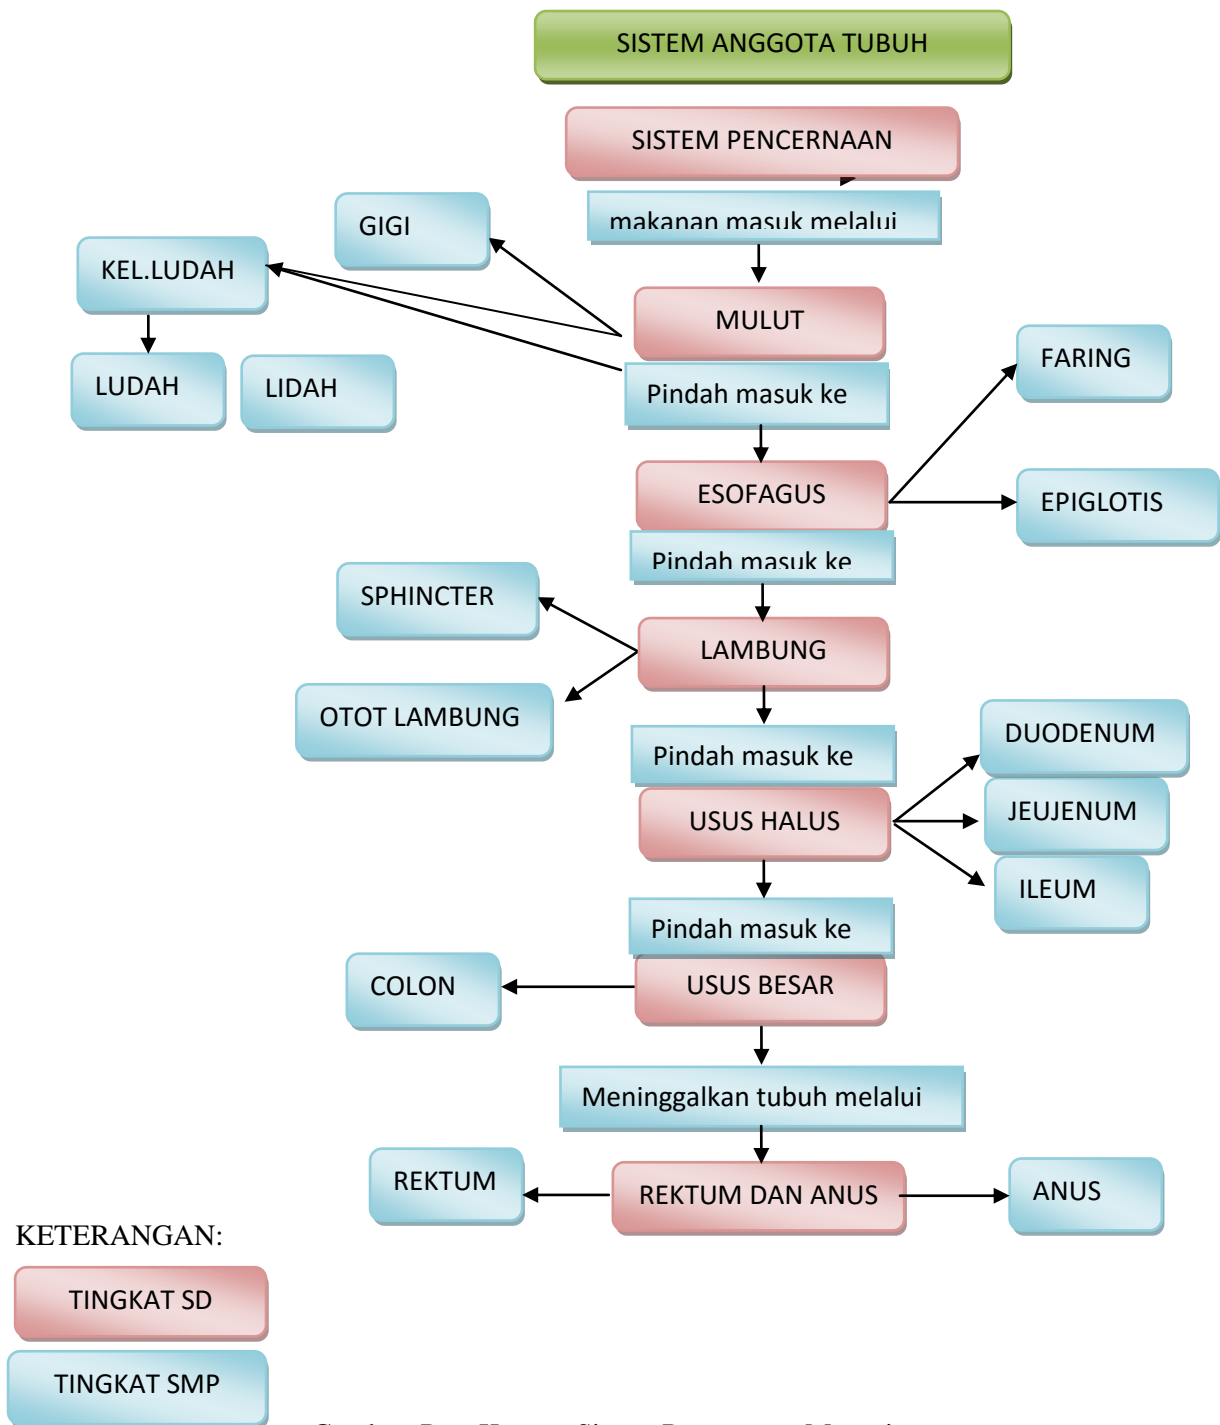 SISTEM ANGGOTA TUBUH
SISTEM PENCERNAAN
makanan masuk melalui
GIGI
KEL.LUDAH
MULUT
LUDAH
LIDAH
Pindah masuk ke
FARING
ESOFAGUS
EPIGLOTIS
Pindah masuk ke
SPHINCTER
LAMBUNG
OTOT LAMBUNG
Pindah masuk ke
DUODENUM
USUS HALUS
JEUJENUM
ILEUM
Pindah masuk ke
COLON
USUS BESAR
Meninggalkan tubuh melalui
REKTUM
REKTUM DAN ANUS
ANUS
KETERANGAN:
TINGKAT SD
TINGKAT SMP